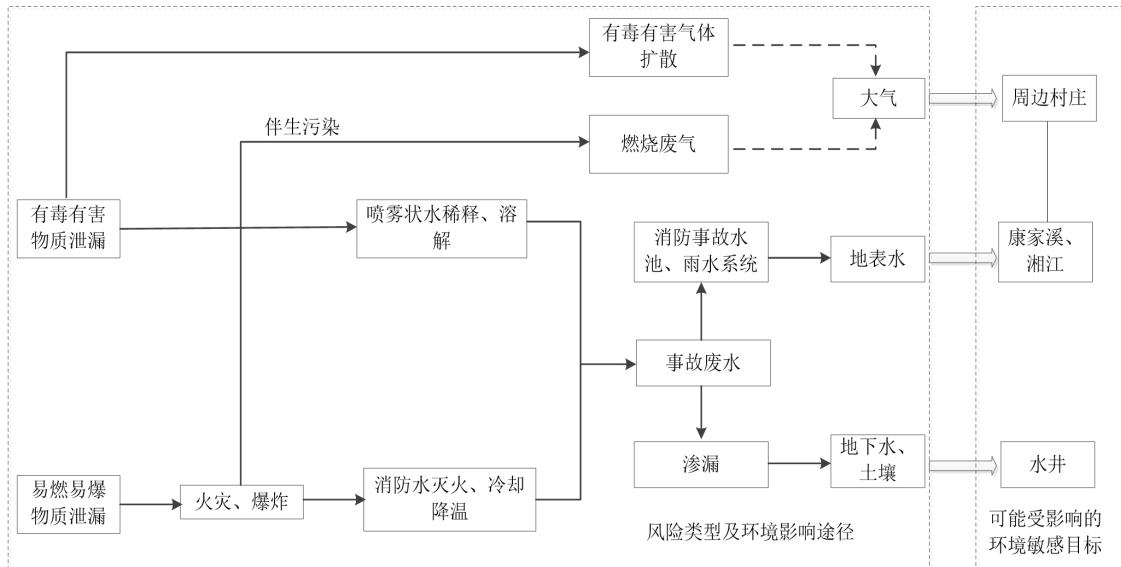 有毒有害气体
扩散
大气
周边村庄
伴生污染
燃烧废气
有毒有害
物质泄漏
喷雾状水稀释、溶
解
消防事故水
池、雨水系统
地表水
康家溪、
湘江
事故废水
渗漏
地下水、
土壤
水井
易燃易爆
物质泄漏
火灾、爆炸
消防水灭火、冷却
降温
风险类型及环境影响途径
可能受影响的
环境敏感目标